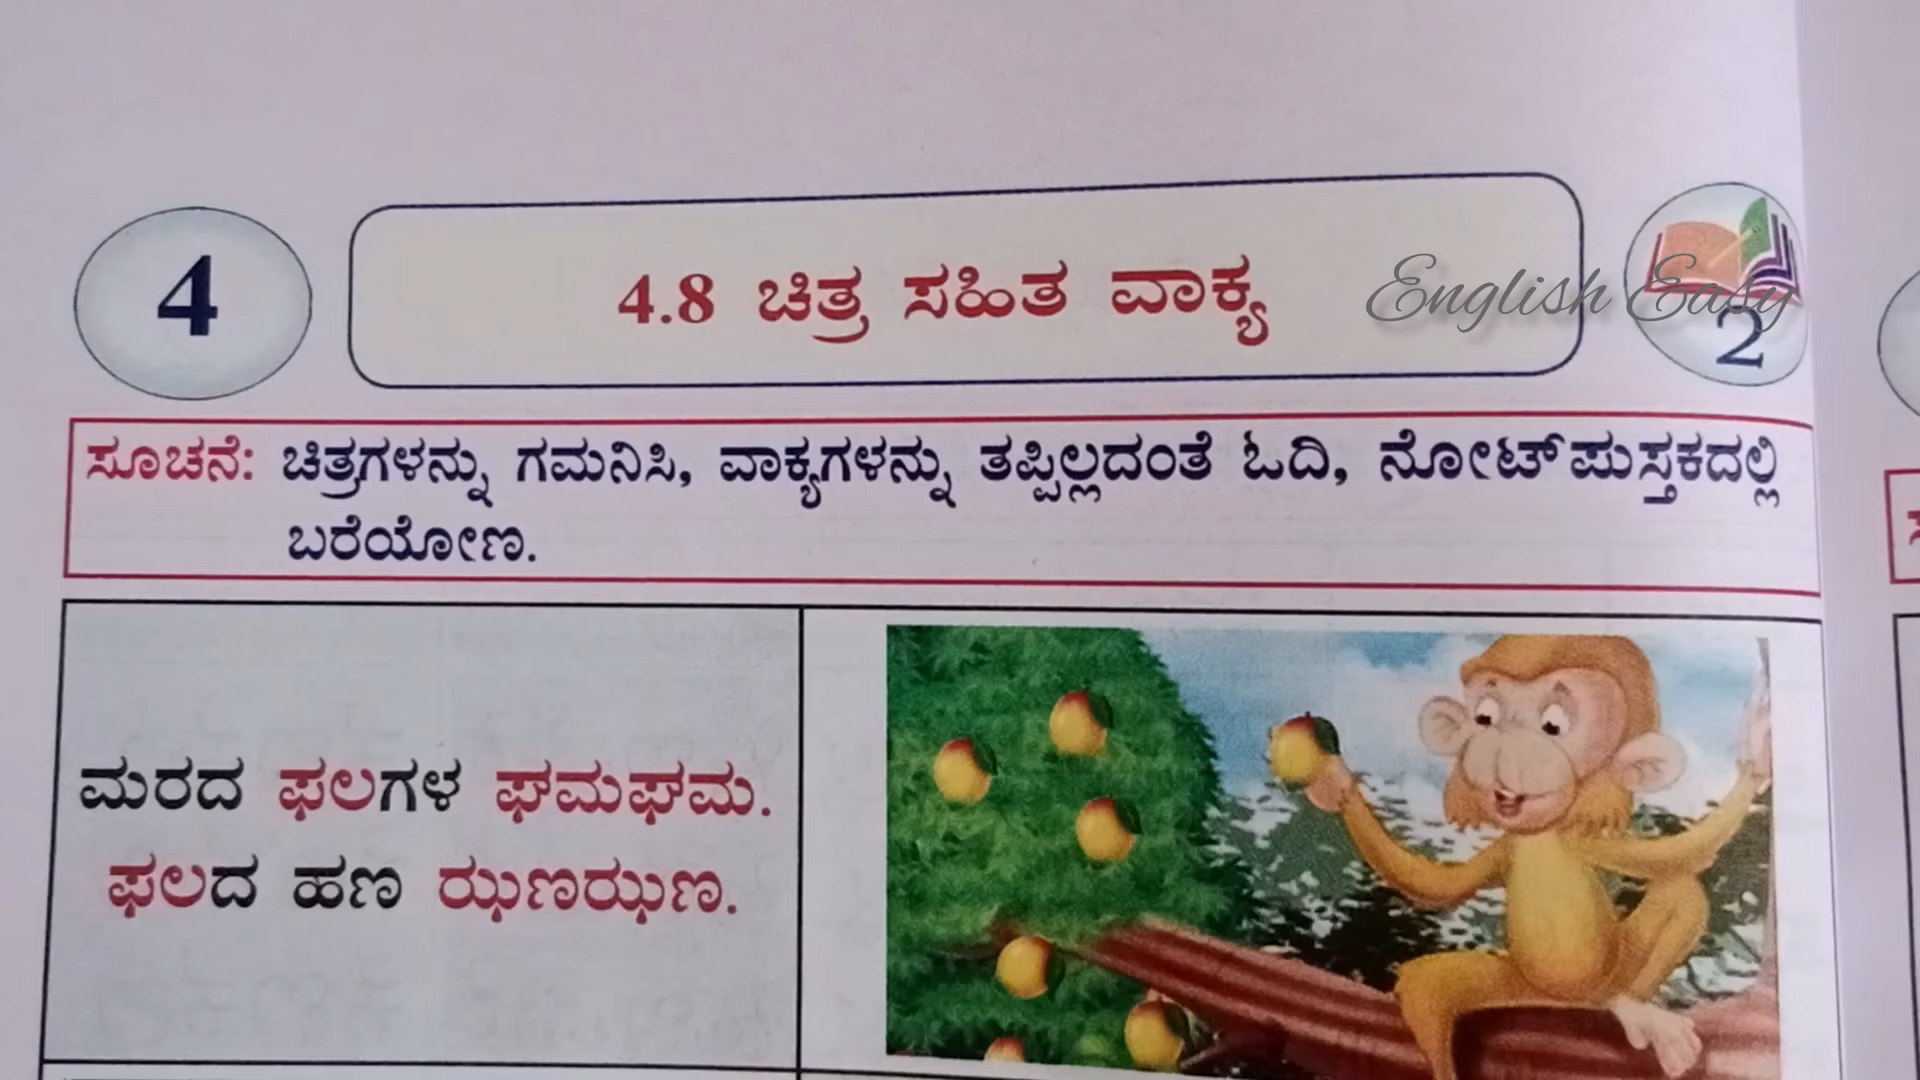 4
4.8 ಚಿತ್ರ ಸಹಿತ ವಾಕ್ಯ
English Easy
2
ಸೂಚನೆ: ಚಿತ್ರಗಳನ್ನು ಗಮನಿಸಿ, ವಾಕ್ಯಗಳನ್ನು ತಪ್ಪಿಲ್ಲದಂತೆ ಓದಿ, ನೋಟ್‌ಪುಸ್ತಕದಲ್ಲಿ
ಬರೆಯೋಣ.
ಮರದ ಫಲಗಳ ಘಮಘಮ.
ಫಲದ ಹಣ ಝಣಝಣ.